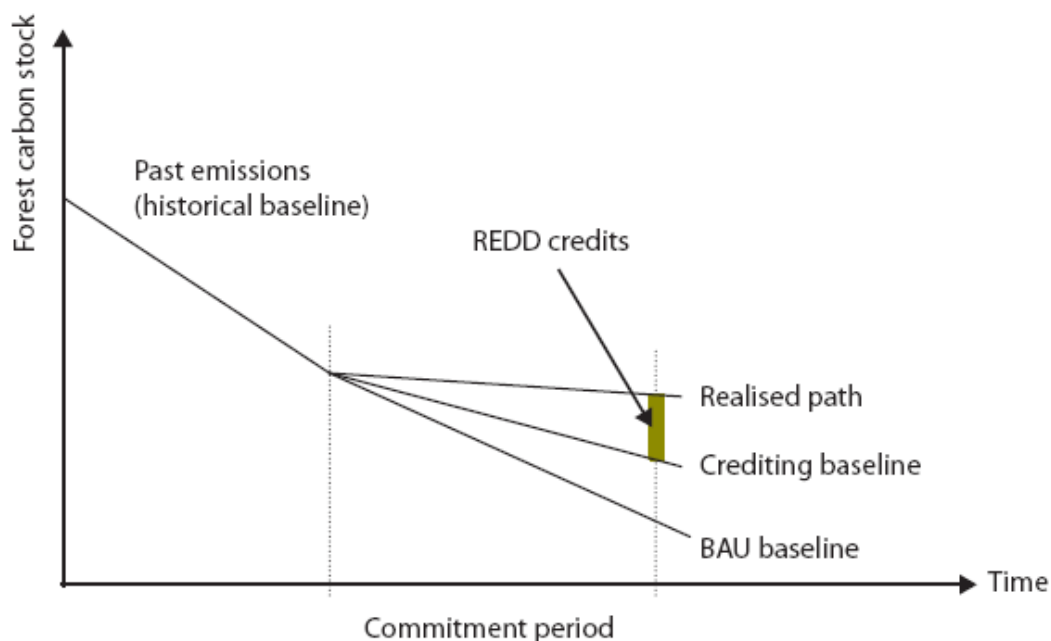 Forest carbon stock
Past emissions
(historical baseline)
REDD credits
Realised path
Crediting baseline
BAU baseline
Time
Commitment period